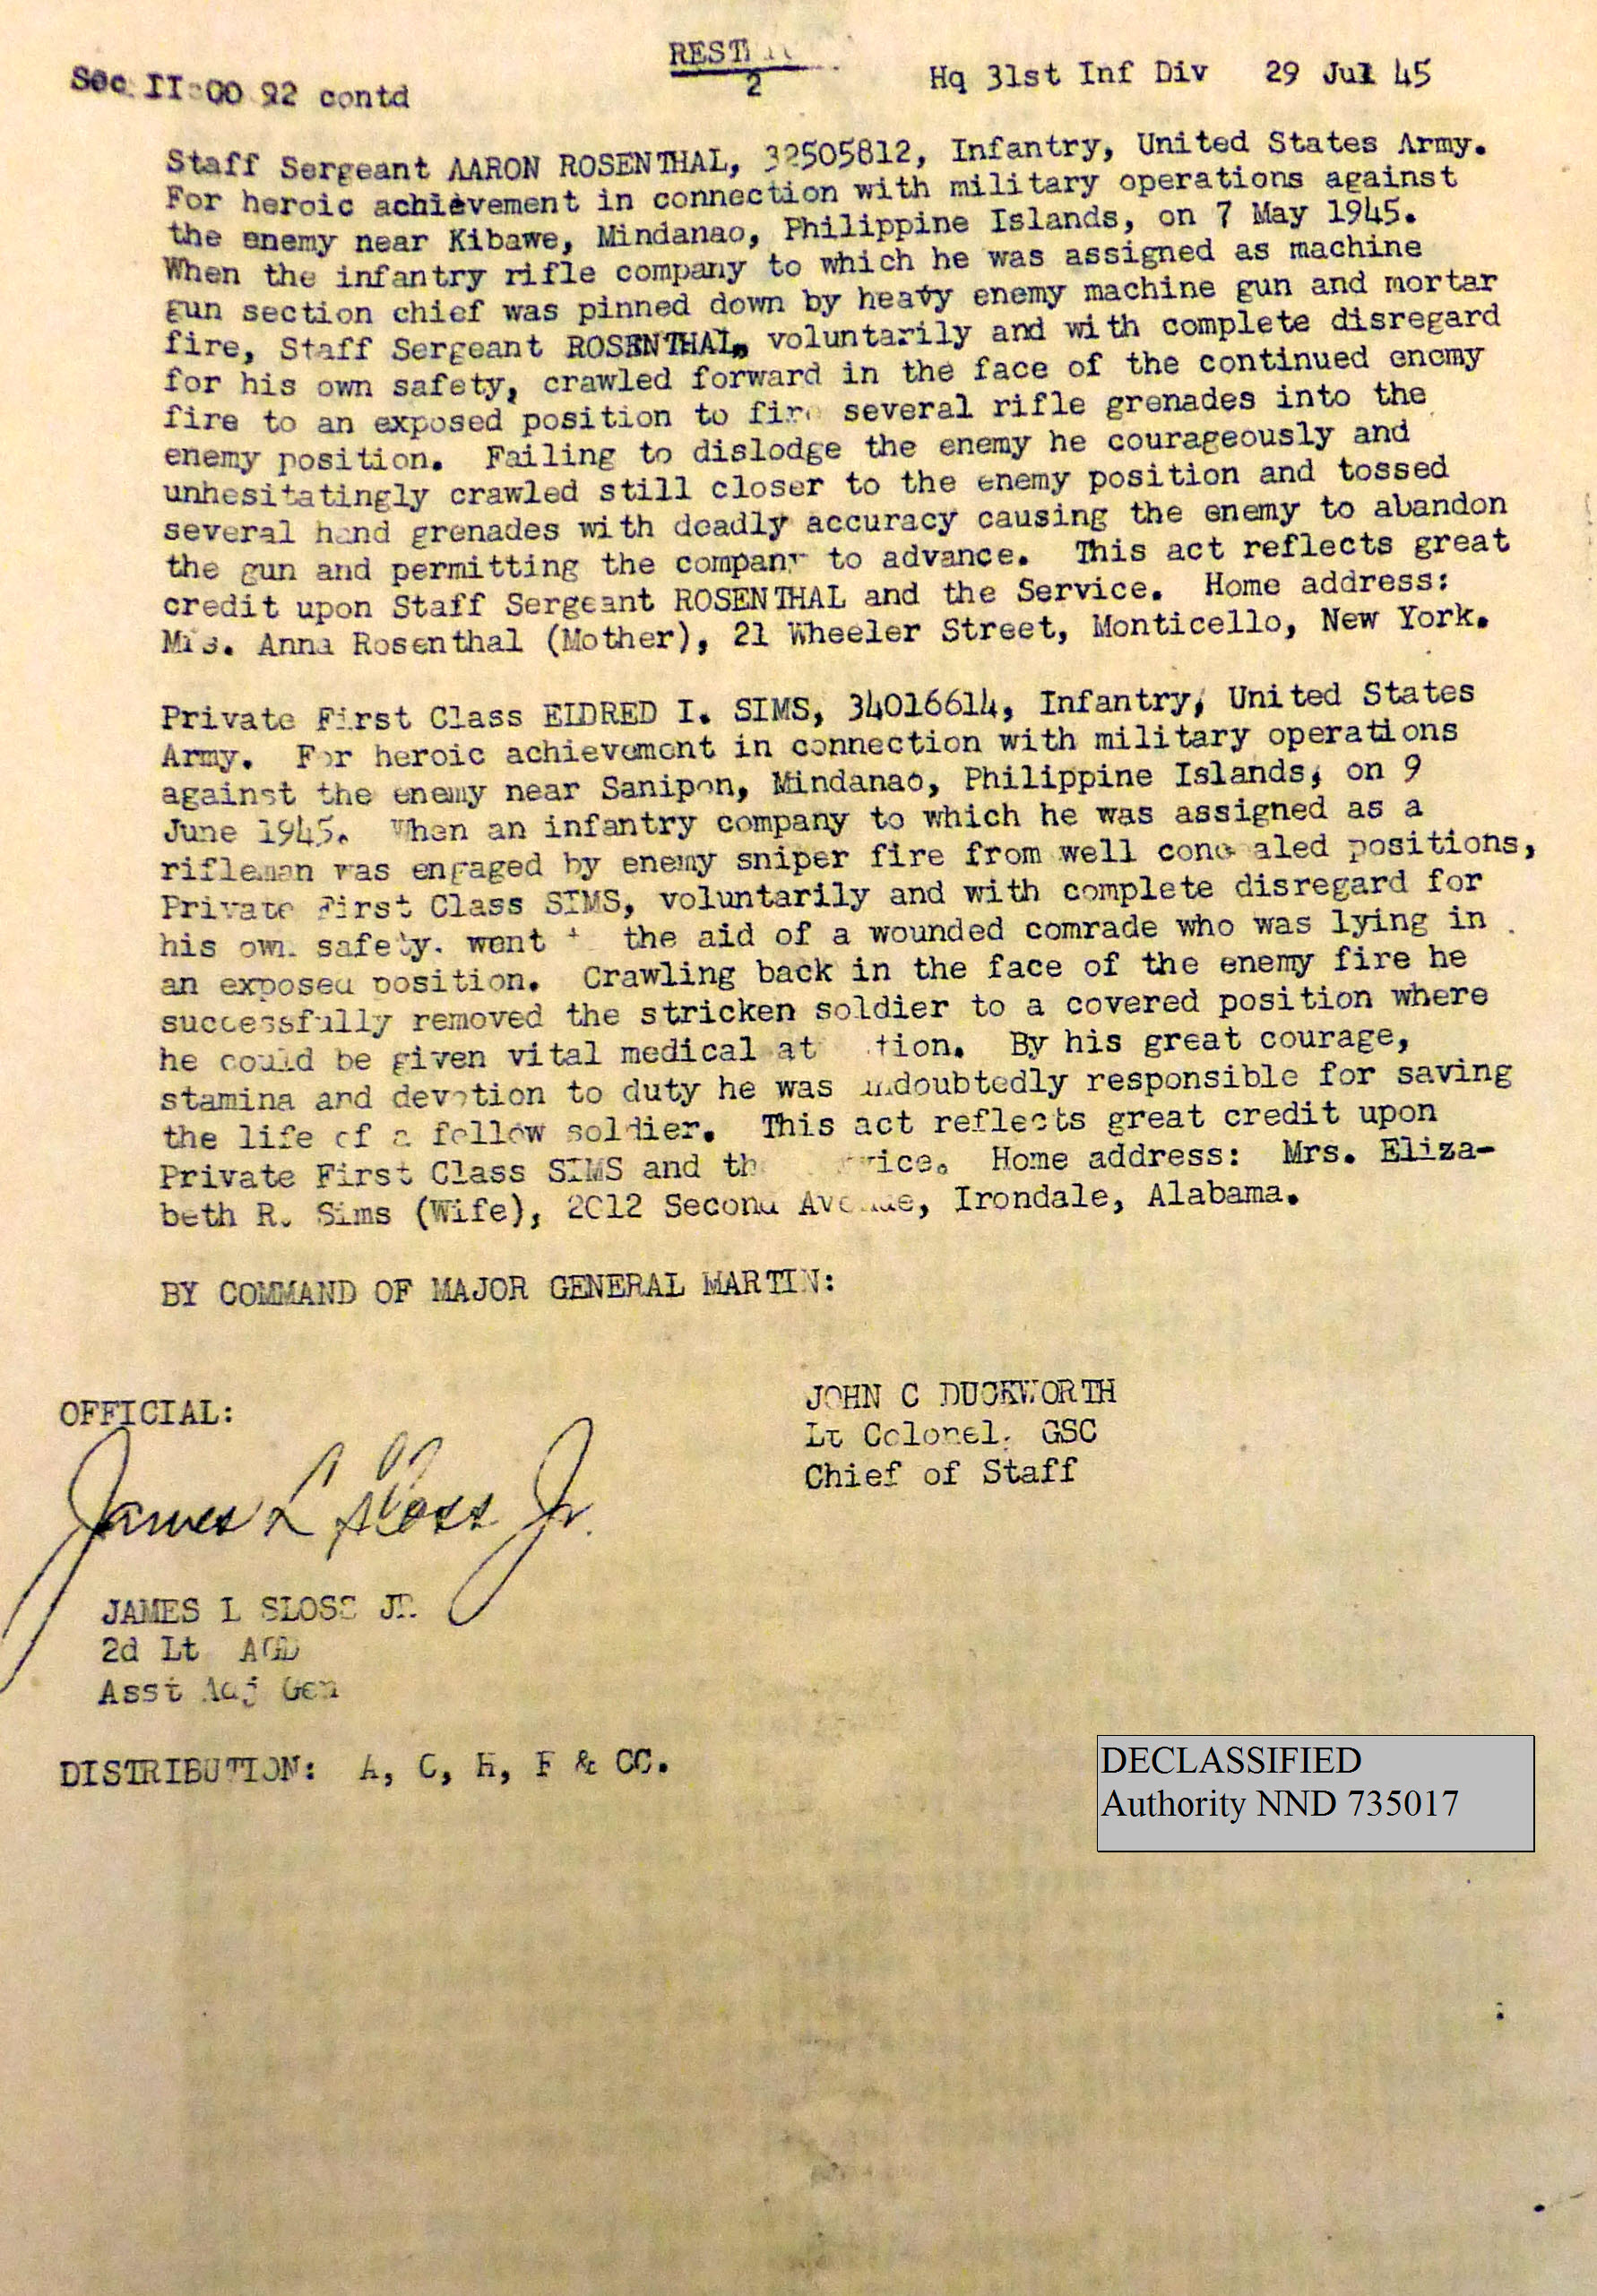 RESTR
Sec II GO 92 contd
2
Hq 31st Inf Div 29 Jul 45
Staff Sergeant AARON ROSENTHAL, 32505812, Infantry, United States Army.
For heroic achievement in connection with military operations against
the enemy near Kibawe, Mindanao, Philippine Islands, on 7 May 1945.
When the infantry rifle company to which he was assigned as machine
gun section chief was pinned down by heavy enemy machine gun and mortar
fire, Staff Sergeant ROSENTHAL, voluntarily and with complete disregard
for his own safety, crawled forward in the face of the continued enemy
fire to an exposed position to fire several rifle grenades into the
enemy position. Failing to dislodge the enemy he courageously and
unhesitatingly crawled still closer to the enemy position and tossed
several hand grenades with deadly accuracy causing the enemy to abandon
the gun and permitting the company to advance. This act reflects great
credit upon Staff Sergeant ROSENTHAL and the Service. Home address:
Mrs. Anna Rosenthal (Mother), 21 Wheeler Street, Monticello, New York.
Private First Class EIDRED I. SIMS, 34016614, Infantry, United States
Army. For heroic achievement in connection with military operations
against the enemy near Sanipon, Mindanao, Philippine Islands, on 9
June 1945. When an infantry company to which he was assigned as a
rifleman was engaged by enemy sniper fire from well concealed positions,
Private First Class SIMS, voluntarily and with complete disregard for
his own safety. went the aid of a wounded comrade who was lying in
an exposed position. Crawling back in the face of the enemy fire he
successfully removed the stricken soldier to a covered position where
he could be given vital medical at tion. By his great courage,
stamina and devotion to duty he was undoubtedly responsible for saving
the life of a fellow soldier. This act reflects great credit upon
Private First Class SIMS and th vice. Home address: Mrs. Eliza-
beth R. Sims (Wife), 2012 Second Avenue, Irondale, Alabama.
BY COMMAND OF MAJOR GENERAL MARTIN:
JOHN C DUCKWORTH
Lt Colonel, GSC
Chief of Staff
OFFICIAL:
James L Sloss Jr.
JAMES L SLOSS JR.
2d Lt AGD
Asst Adj Gen
DISTRIBUTION: A, C, H, F & CC.
DECLASSIFIED
Authority NND 735017